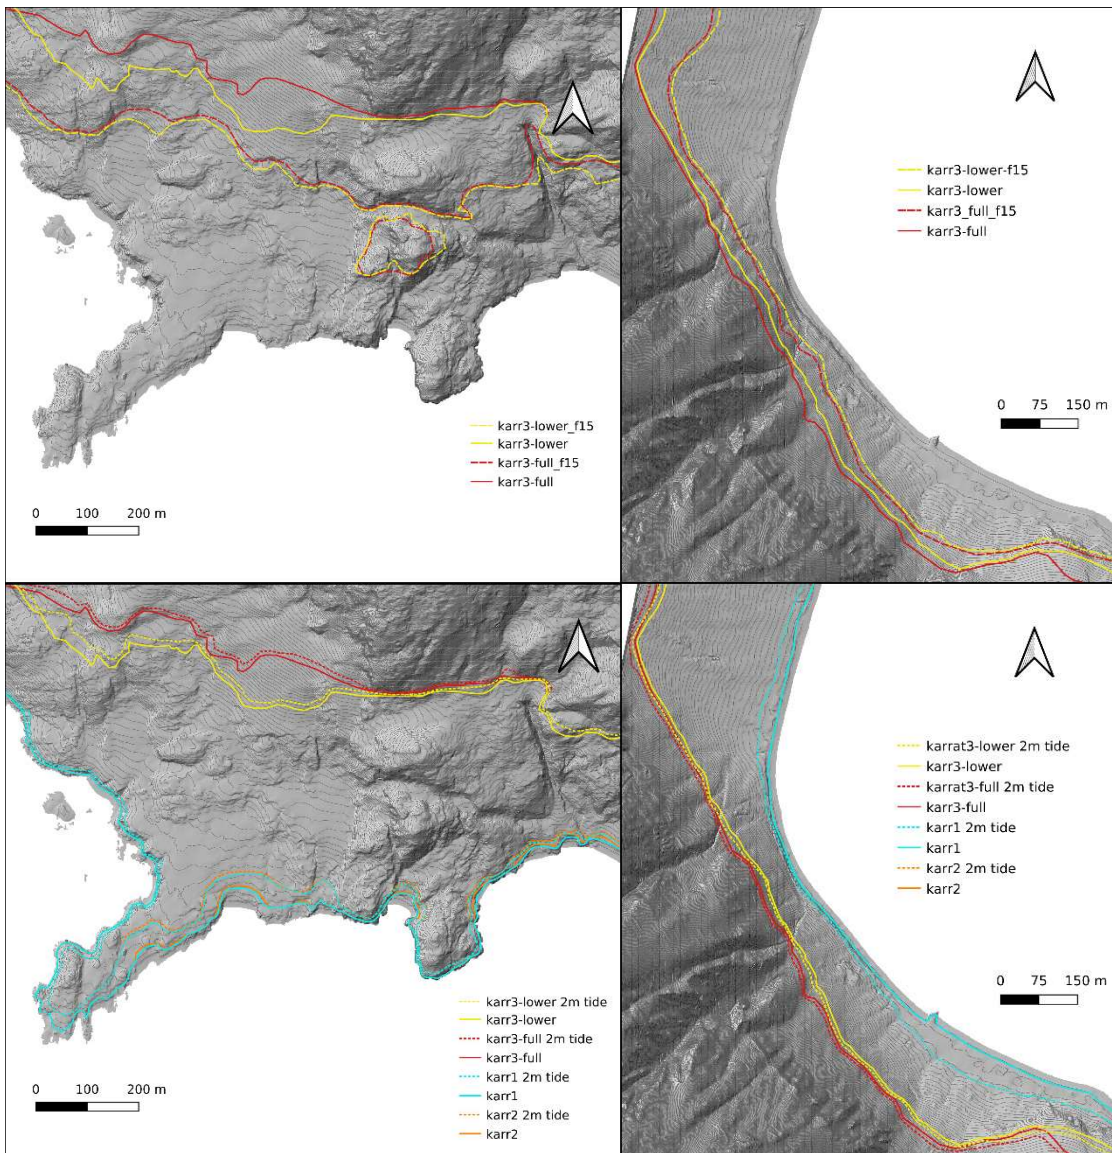 karr3-lower_f15
karr3-lower
karr3-full_f15
karr3-full
0 100 200 m
karr3-lower-f15
karr3-lower
karr3_full_f15
karr3-full
0 75 150 m
karr3-lower 2m tide
karr3-lower
karr3-full 2m tide
karr3-full
karr1 2m tide
karr1
karr2 2m tide
karr2
0 100 200 m
karrat3-lower 2m tide
karr3-lower
karrat3-full 2m tide
karr3-full
karr1 2m tide
karr1
karr2 2m tide
karr2
0 75 150 m